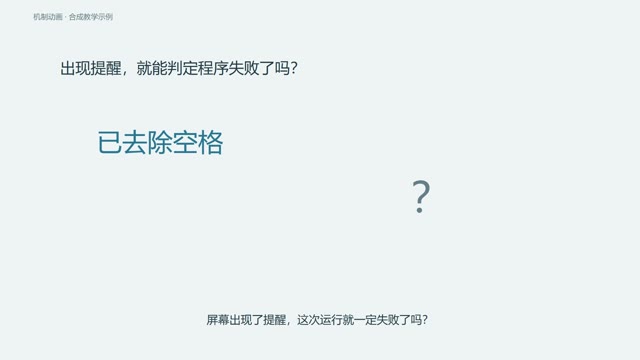 机制动画 · 合成教学示例
出现提醒，就能判定程序失败了吗？
已去除空格
？
屏幕出现了提醒，这次运行就一定失败了吗？